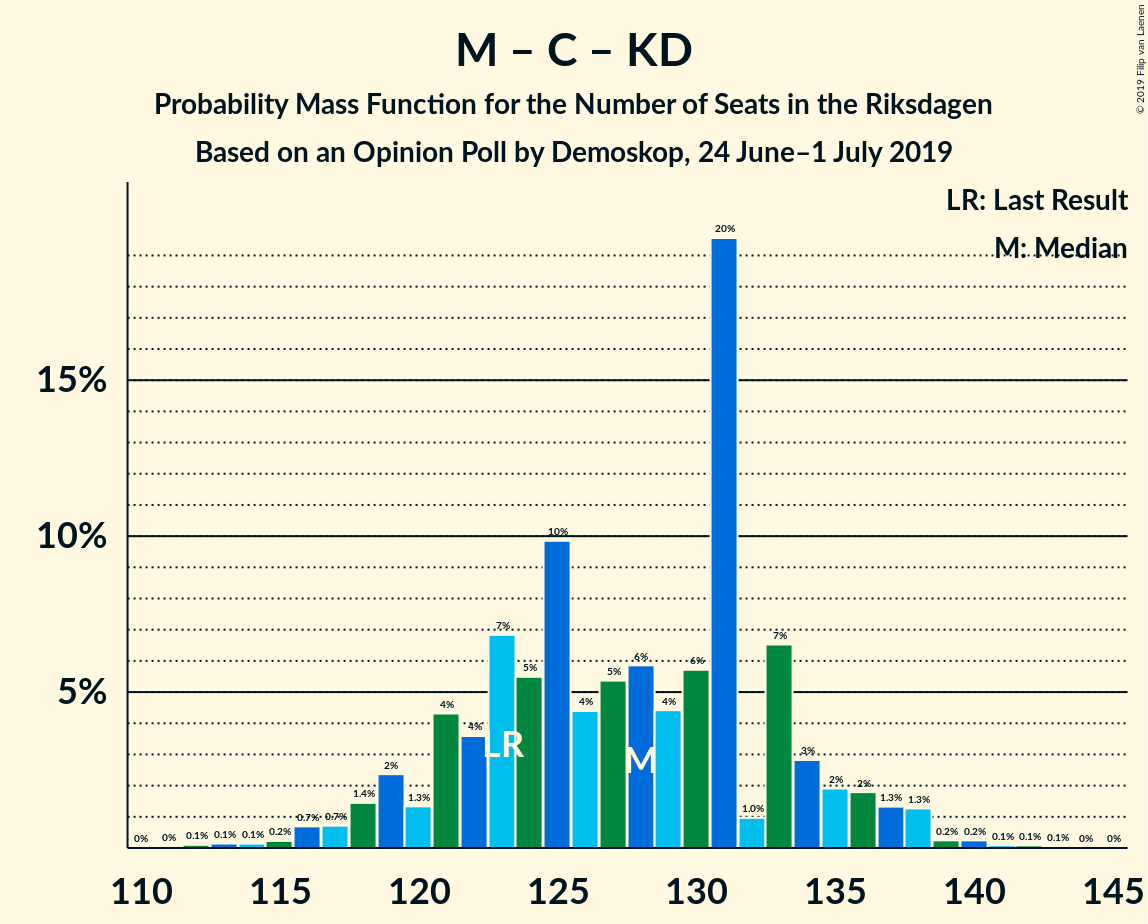 M – C – KD
Probability Mass Function for the Number of Seats in the Riksdagen
Based on an Opinion Poll by Demoskop, 24 June–1 July 2019
© 2019 Filip van Laenen
LR: Last Result
M: Median
15%
10%
5%
0% 0% 0.1% 0.1% 0.1% 0.2% 0.7% 0.7% 1.4% 2% 1.3% 4% 4% 7% 5% 10% 4% 5% 6% 4% 6% 20% 1.0% 7% 3% 2% 2% 1.3% 1.3% 0.2% 0.2% 0.1% 0.1% 0.1% 0% 0%
LR M
110 115 120 125 130 135 140 145